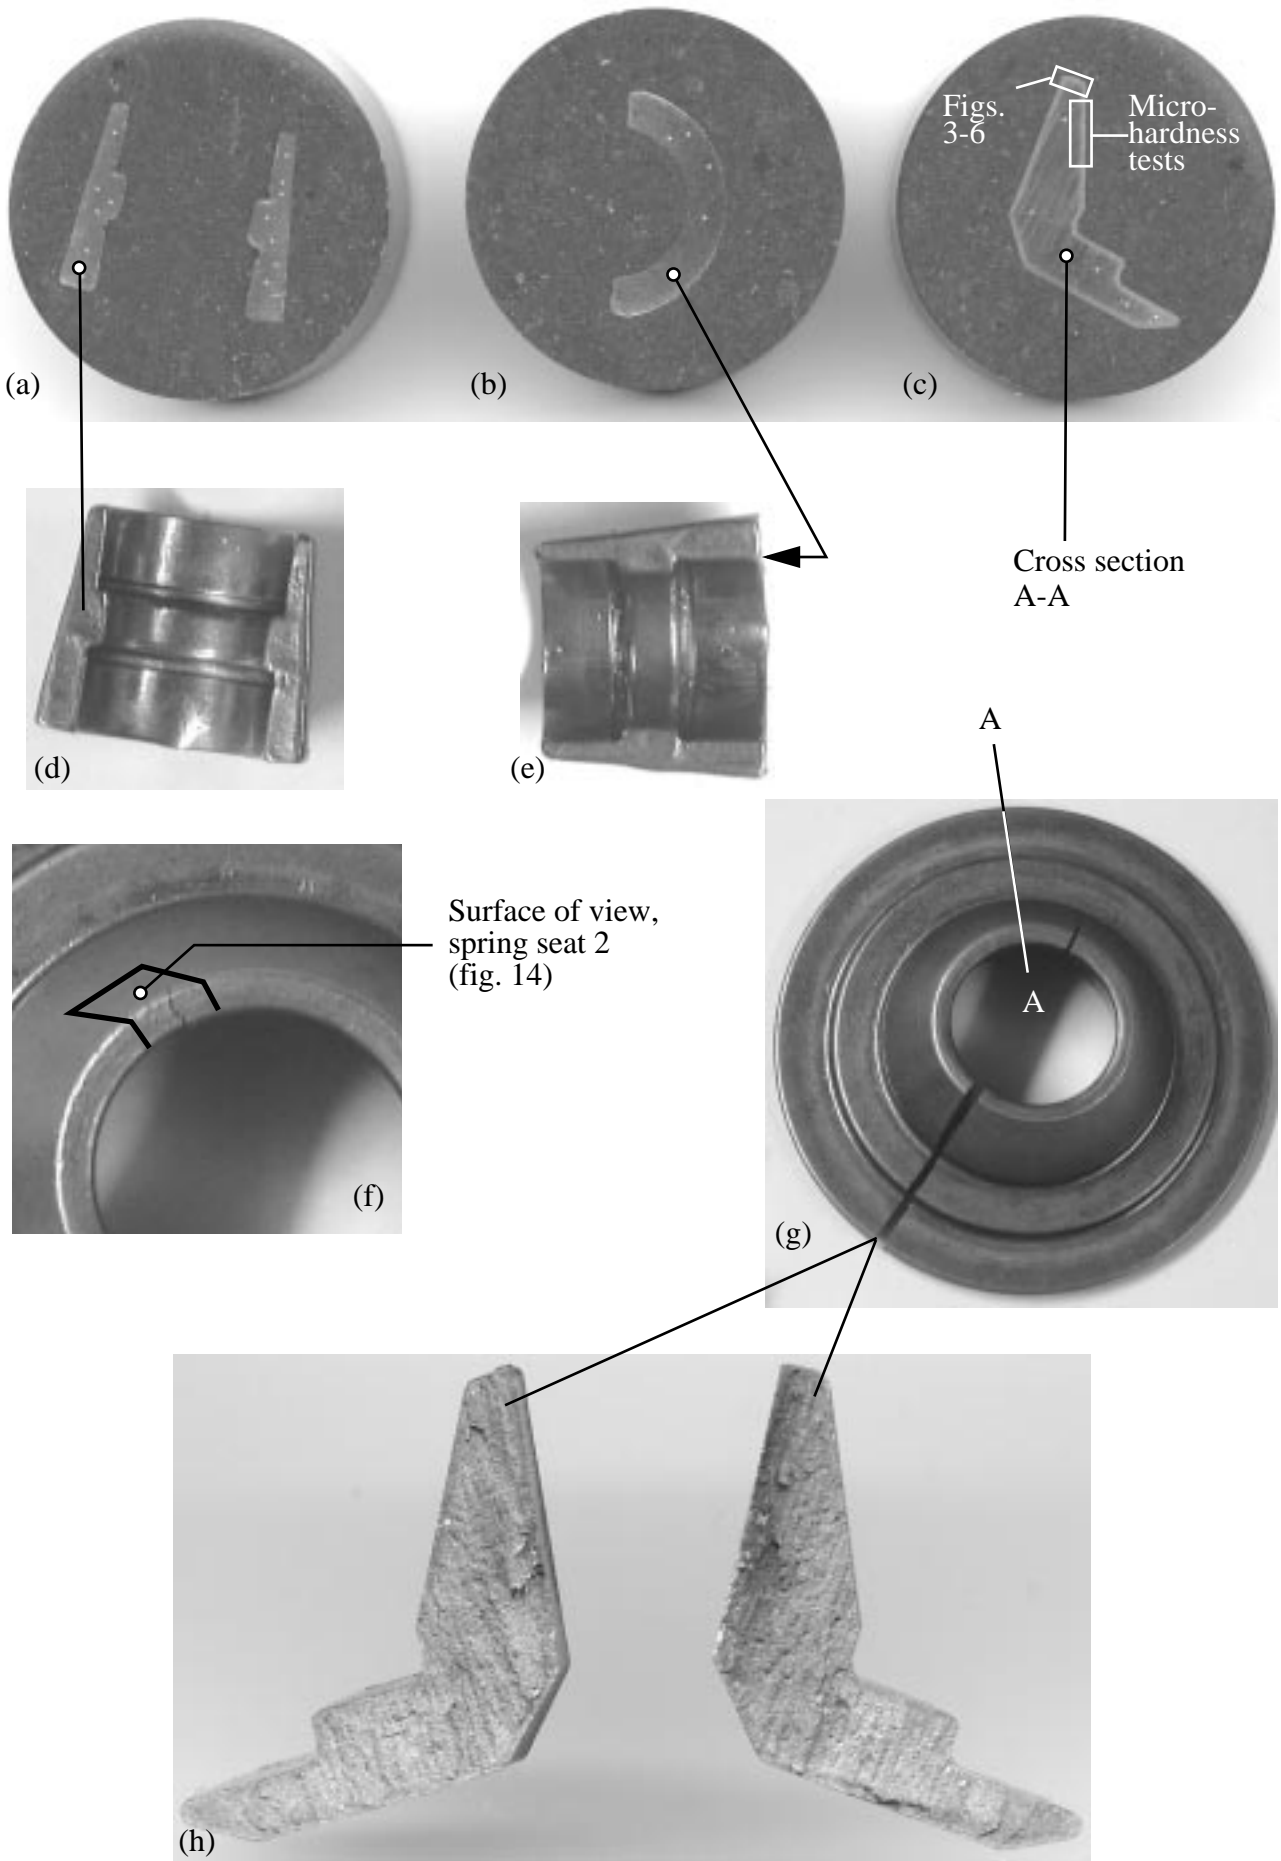 Figs.
3-6
Micro-
hardness
tests
(a)
(b)
(c)
Cross section
A-A
(d)
(e)
A
Surface of view,
spring seat 2
(fig. 14)
A
(f)
(g)
(h)